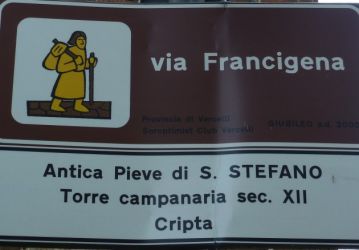 via Francigena
Provincia di Vercelli
Soroptimist Club Vercelli
GIUBILEO a.d. 2000
Antica Pieve di S. STEFANO
Torre campanaria sec. XII
Cripta